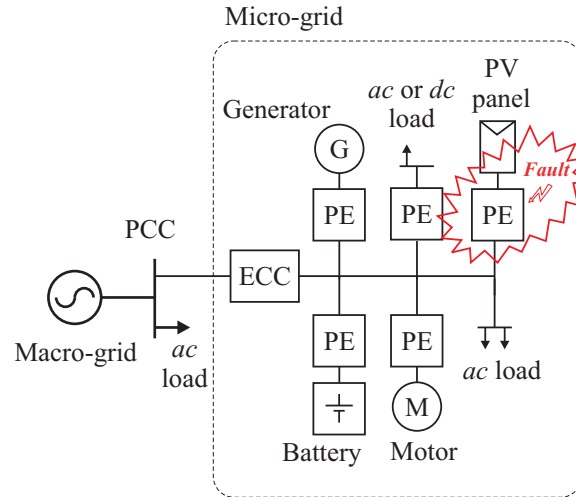 Micro-grid
Generator
ac or dc
load
PV
panel
G
Fault
PE
PE
PE
PCC
ECC
Macro-grid
ac
load
PE
PE
ac load
M
Battery
Motor